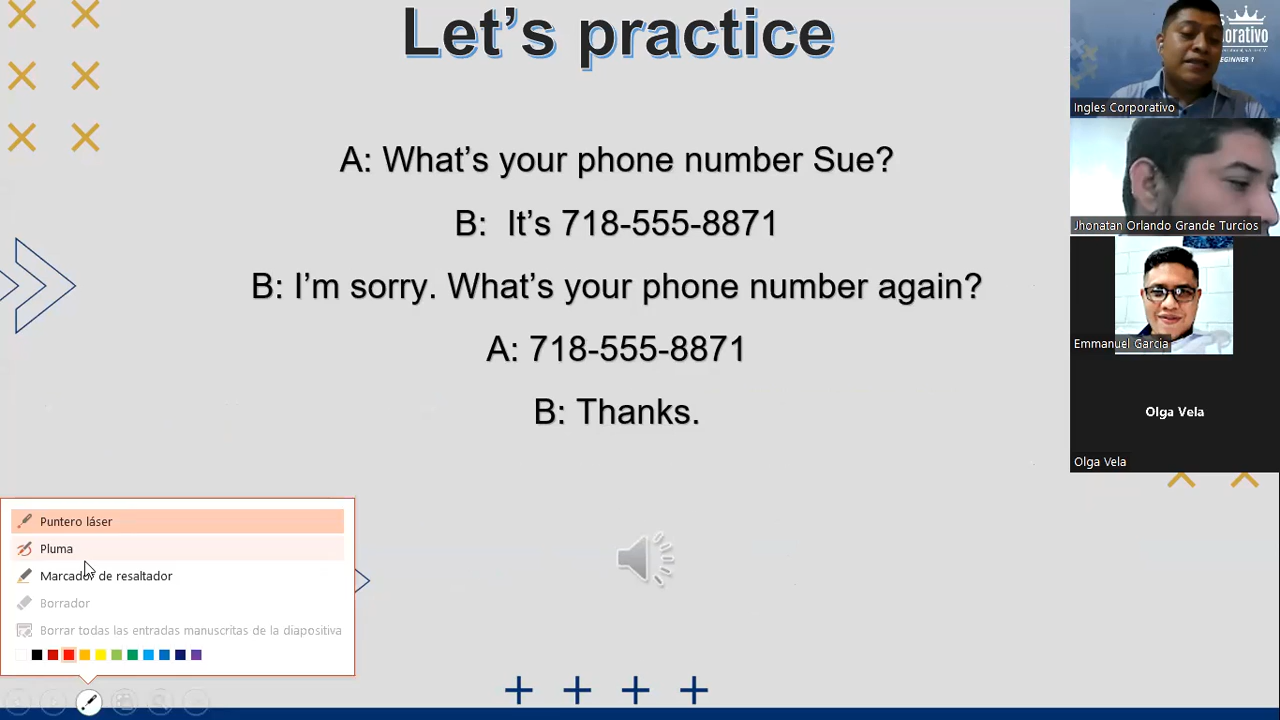 Let's practice
A: What's your phone number Sue?
B: It's 718-555-8871
B: I'm sorry. What's your phone number again?
A: 718-555-8871
B: Thanks.
Puntero láser
Pluma
Marcador de resaltador
Borrador
Borrar todas las entradas manuscritas de la diapositiva
orativo
BEGINNER 1
Ingles Corporativo
Jhonatan Orlando Grande Turcios
Emmanuel Garcia
Olga Vela
Olga Vela